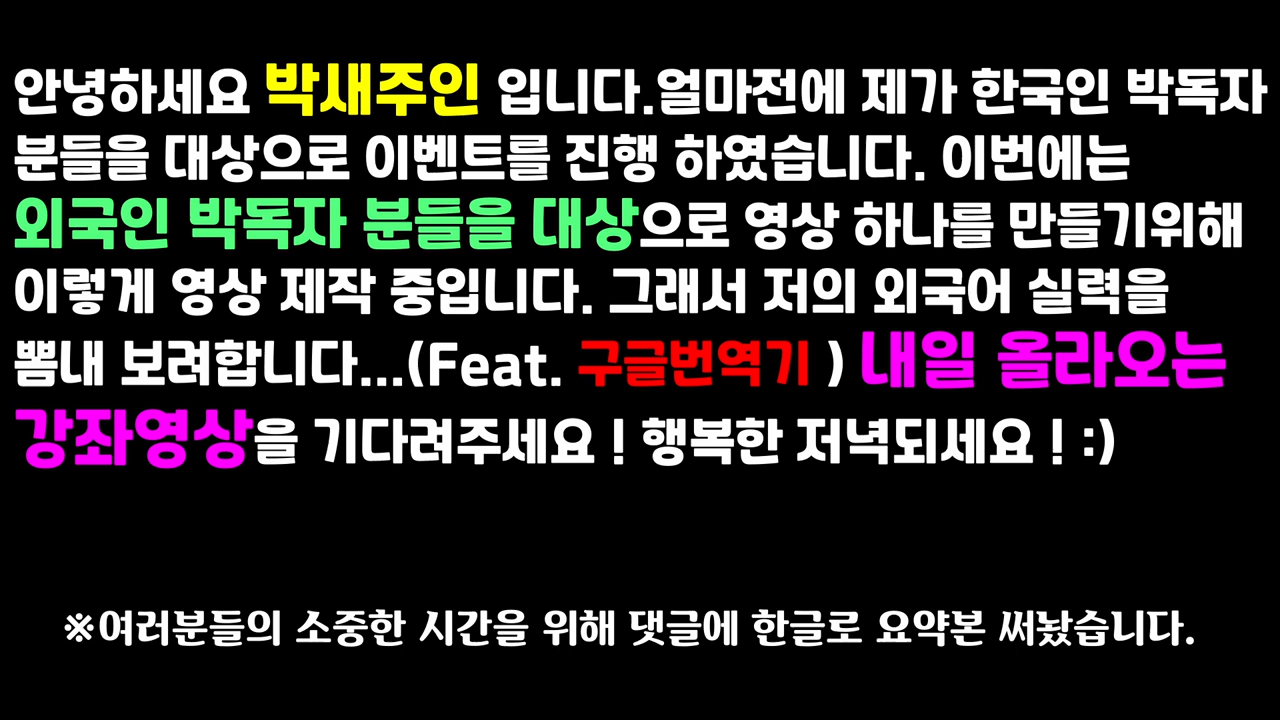 안녕하세요 박새주인 입니다.얼마전에 제가 한국인 박독자
분들을 대상으로 이벤트를 진행 하였습니다. 이번에는
외국인 박독자 분들을 대상으로 영상 하나를 만들기위해
이렇게 영상 제작 중입니다. 그래서 저의 외국어 실력을
뽐내 보려합니다...(Feat. 구글번역기 ) 내일 올라오는
강좌영상을 기다려주세요 ! 행복한 저녁되세요 ! :)
※여러분들의 소중한 시간을 위해 댓글에 한글로 요약본 써놨습니다.